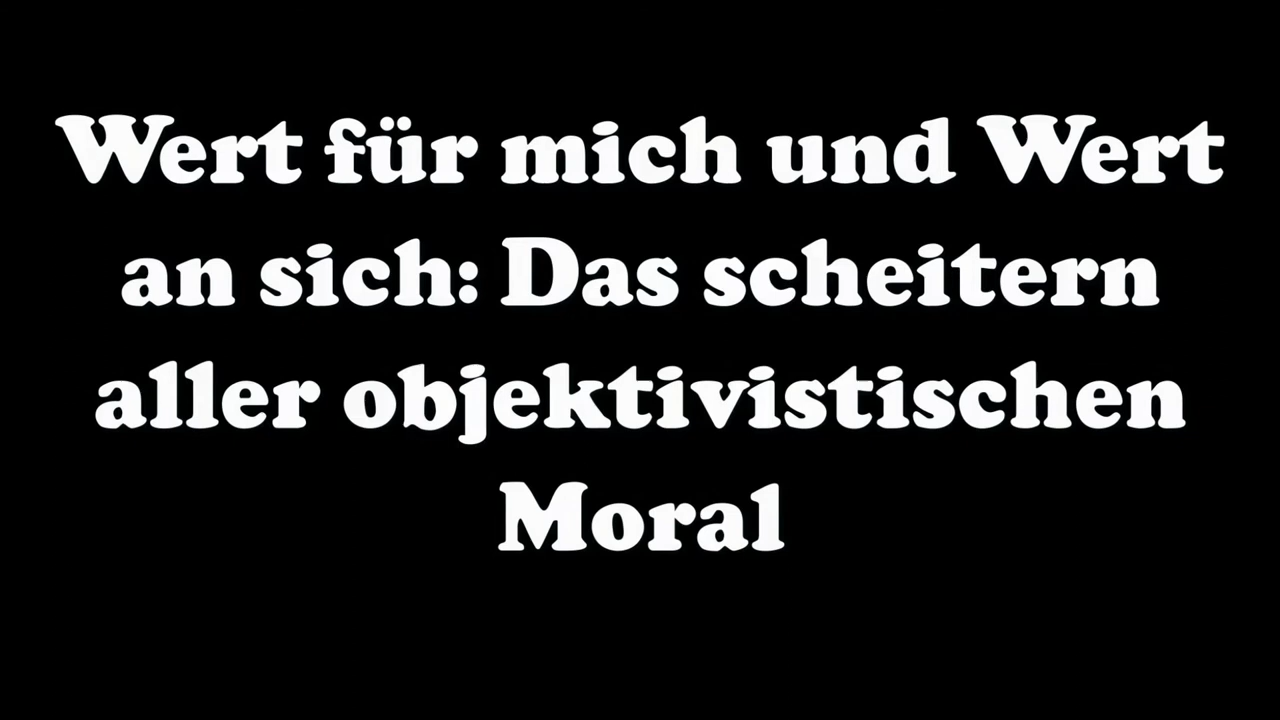 Wert für mich und Wert
an sich: Das scheitern
aller objektivistischen
Moral